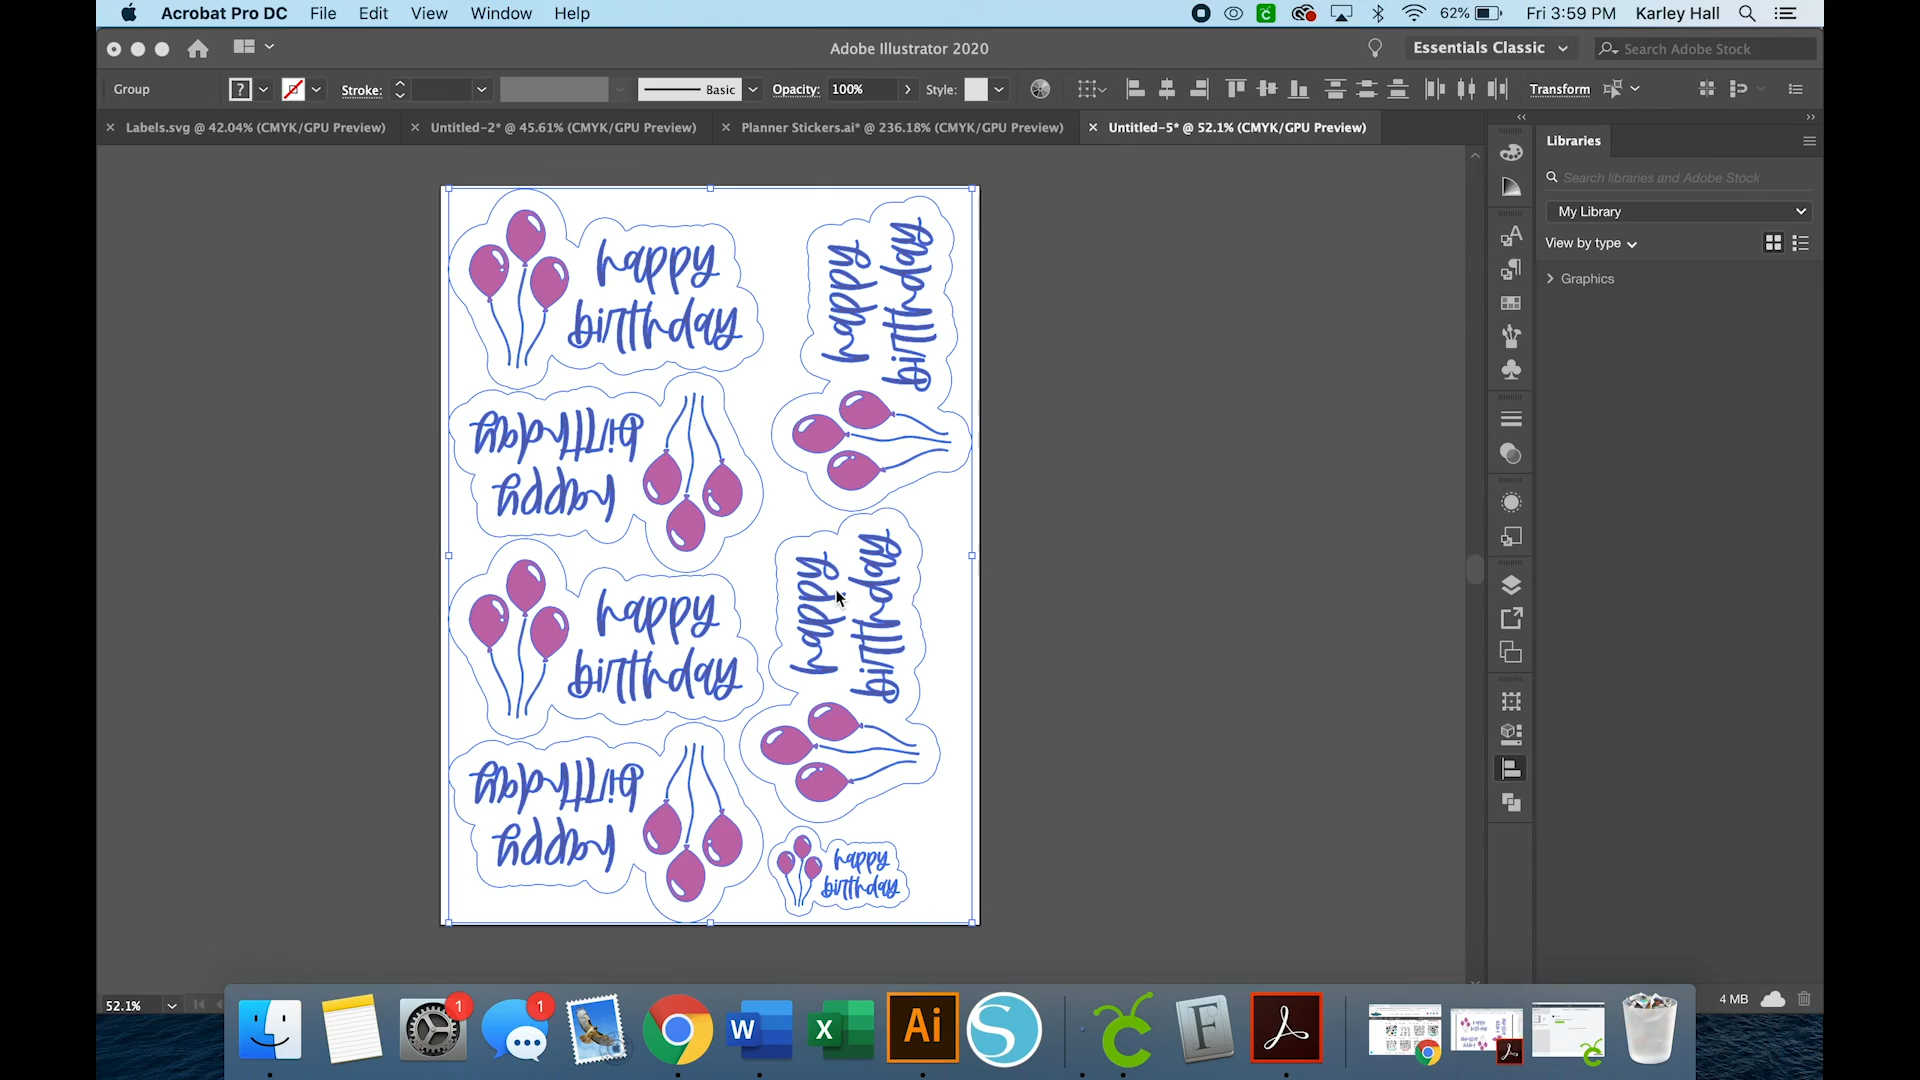 Acrobat Pro DC File Edit View Window Help 62% Fri 3:59 PM Karley Hall
Adobe Illustrator 2020 Essentials Classic Search Adobe Stock
Group ? Stroke: Basic Opacity: 100% Style: Transform
× Labels.svg @ 42.04% (CMYK/GPU Preview) × Untitled-2* @ 45.61% (CMYK/GPU Preview) × Planner Stickers.ai* @ 236.18% (CMYK/GPU Preview) × Untitled-5* @ 52.1% (CMYK/GPU Preview)
Libraries
Search libraries and Adobe Stock
My Library
View by type
Graphics
happy
birthday
happy
birthday
happy
birthday
happy
birthday
happy
birthday
happy
birthday
happy
birthday
52.1%
4 MB
1
1
W
X
Ai
S
F